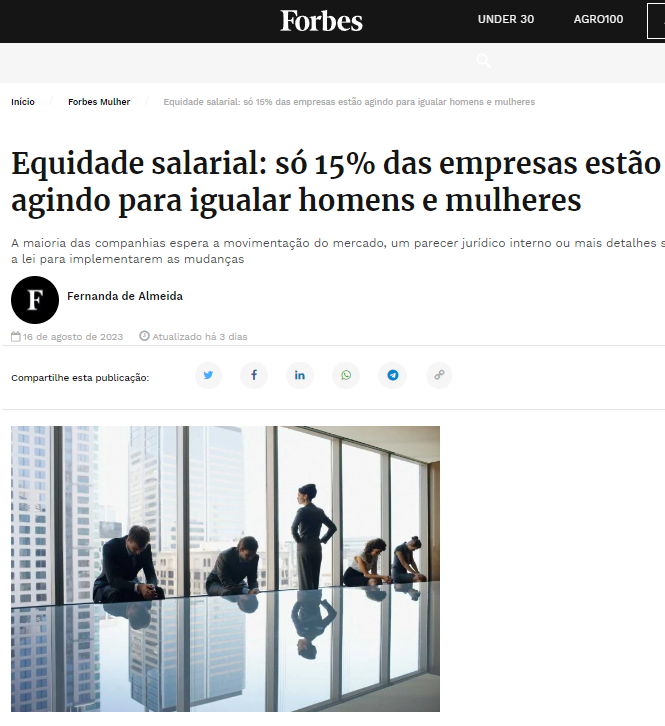 Forbes
UNDER 30
AGRO100
Início / Forbes Mulher / Equidade salarial: só 15% das empresas estão agindo para igualar homens e mulheres
Equidade salarial: só 15% das empresas estão
agindo para igualar homens e mulheres
A maioria das companhias espera a movimentação do mercado, um parecer jurídico interno ou mais detalhes
a lei para implementarem as mudanças
F
Fernanda de Almeida
16 de agosto de 2023 Atualizado há 3 dias
Compartilhe esta publicação: